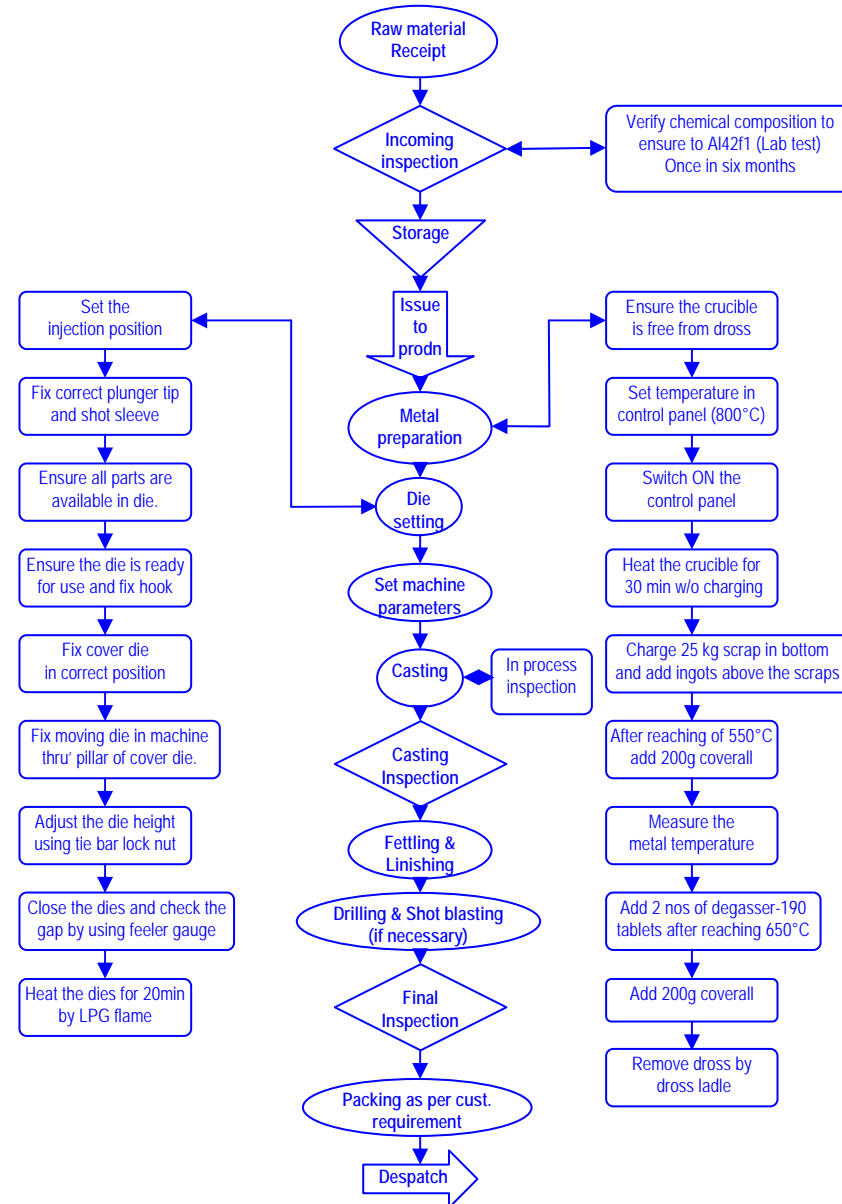 Raw material
Receipt
Incoming
inspection
Verify chemical composition to
ensure to Al42f1 (Lab test)
Once in six months
Storage
Issue
to
prodn
Metal
preparation
Die
setting
Set machine
parameters
Casting
In process
inspection
Casting
Inspection
Fettling &
Linishing
Drilling & Shot blasting
(if necessary)
Final
Inspection
Packing as per cust.
requirement
Despatch
Set the
injection position
Fix correct plunger tip
and shot sleeve
Ensure all parts are
available in die.
Ensure the die is ready
for use and fix hook
Fix cover die
in correct position
Fix moving die in machine
thru' pillar of cover die.
Adjust the die height
using tie bar lock nut
Close the dies and check the
gap by using feeler gauge
Heat the dies for 20min
by LPG flame
Ensure the crucible
is free from dross
Set temperature in
control panel (800°C)
Switch ON the
control panel
Heat the crucible for
30 min w/o charging
Charge 25 kg scrap in bottom
and add ingots above the scraps
After reaching of 550°C
add 200g coverall
Measure the
metal temperature
Add 2 nos of degasser-190
tablets after reaching 650°C
Add 200g coverall
Remove dross by
dross ladle